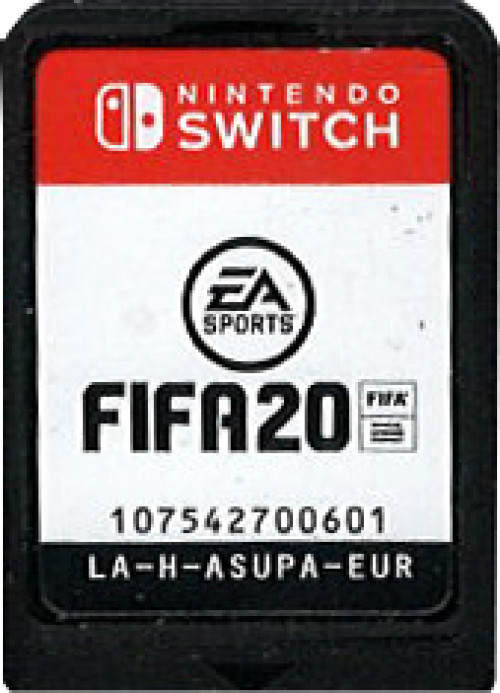 NINTENDO
SWITCH
EA
SPORTS
FIFA20
FIFA
107542700601
LA-H-ASUPA-EUR